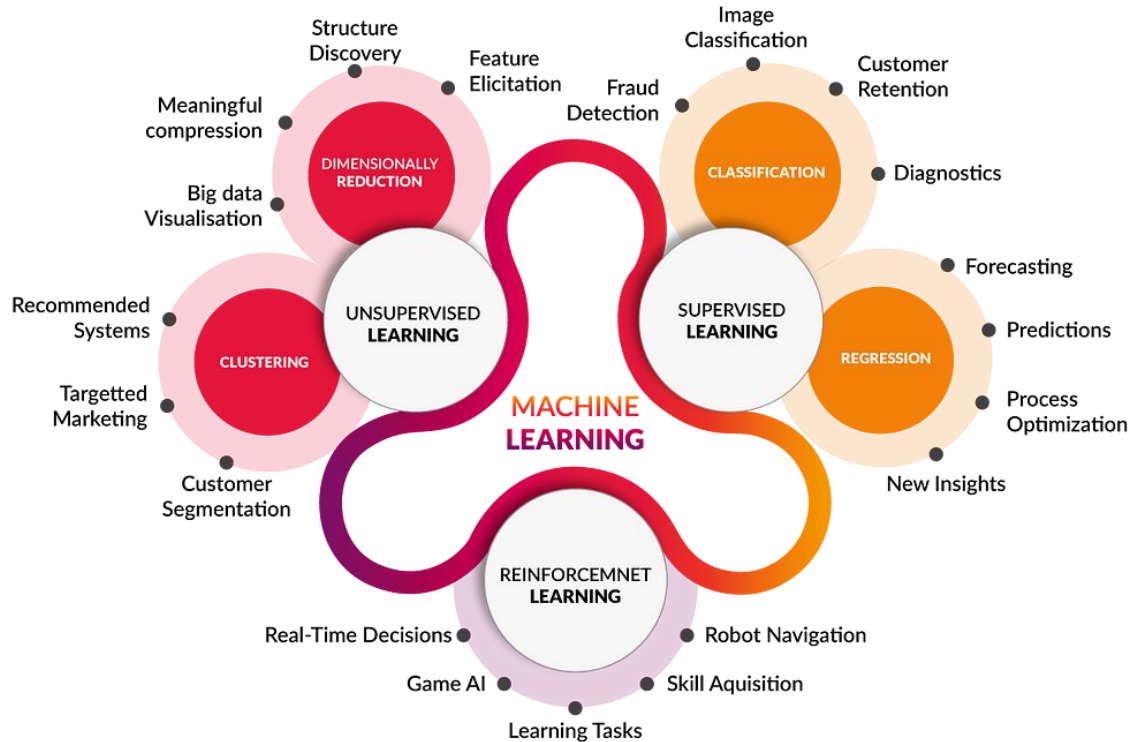 Structure
Discovery
Feature
Elicitation
Meaningful
compression
Big data
Visualisation
DIMENSIONALLY
REDUCTION
Recommended
Systems
Targetted
Marketing
Customer
Segmentation
CLUSTERING
UNSUPERVISED
LEARNING
Image
Classification
Customer
Retention
Fraud
Detection
Diagnostics
CLASSIFICATION
SUPERVISED
LEARNING
Forecasting
Predictions
Process
Optimization
New Insights
REGRESSION
MACHINE
LEARNING
REINFORCEMNET
LEARNING
Real-Time Decisions
Game AI
Learning Tasks
Skill Aquisition
Robot Navigation